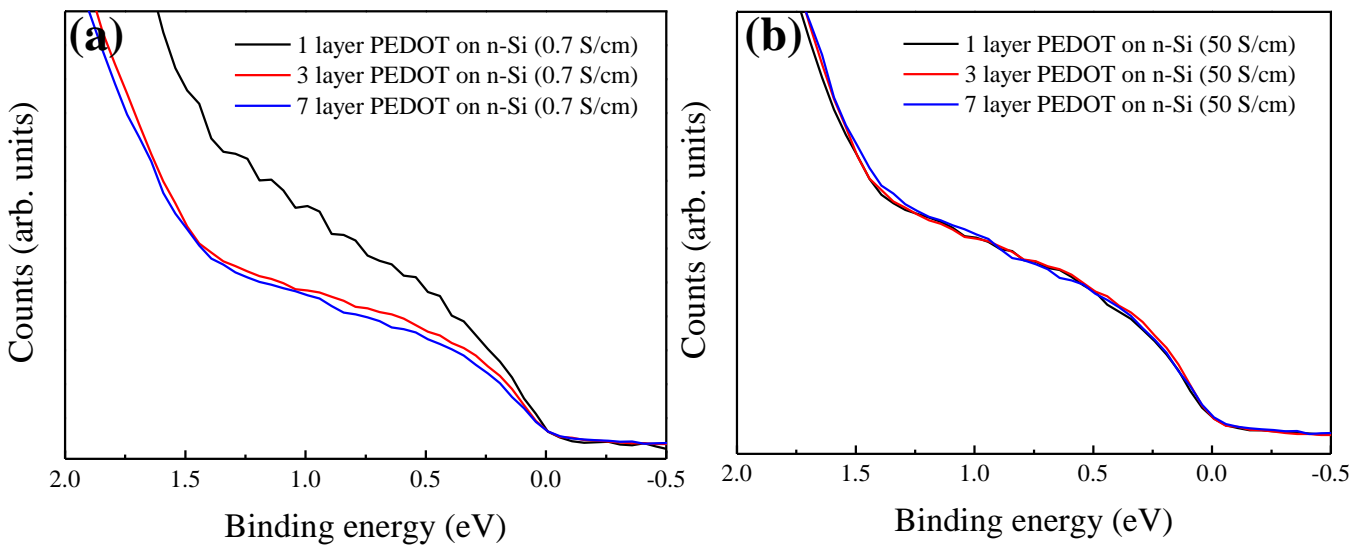 (a)
1 layer PEDOT on n-Si (0.7 S/cm)
3 layer PEDOT on n-Si (0.7 S/cm)
7 layer PEDOT on n-Si (0.7 S/cm)
Counts (arb. units)
2.0 1.5 1.0 0.5 0.0 -0.5
Binding energy (eV)
(b)
1 layer PEDOT on n-Si (50 S/cm)
3 layer PEDOT on n-Si (50 S/cm)
7 layer PEDOT on n-Si (50 S/cm)
Counts (arb. units)
2.0 1.5 1.0 0.5 0.0 -0.5
Binding energy (eV)